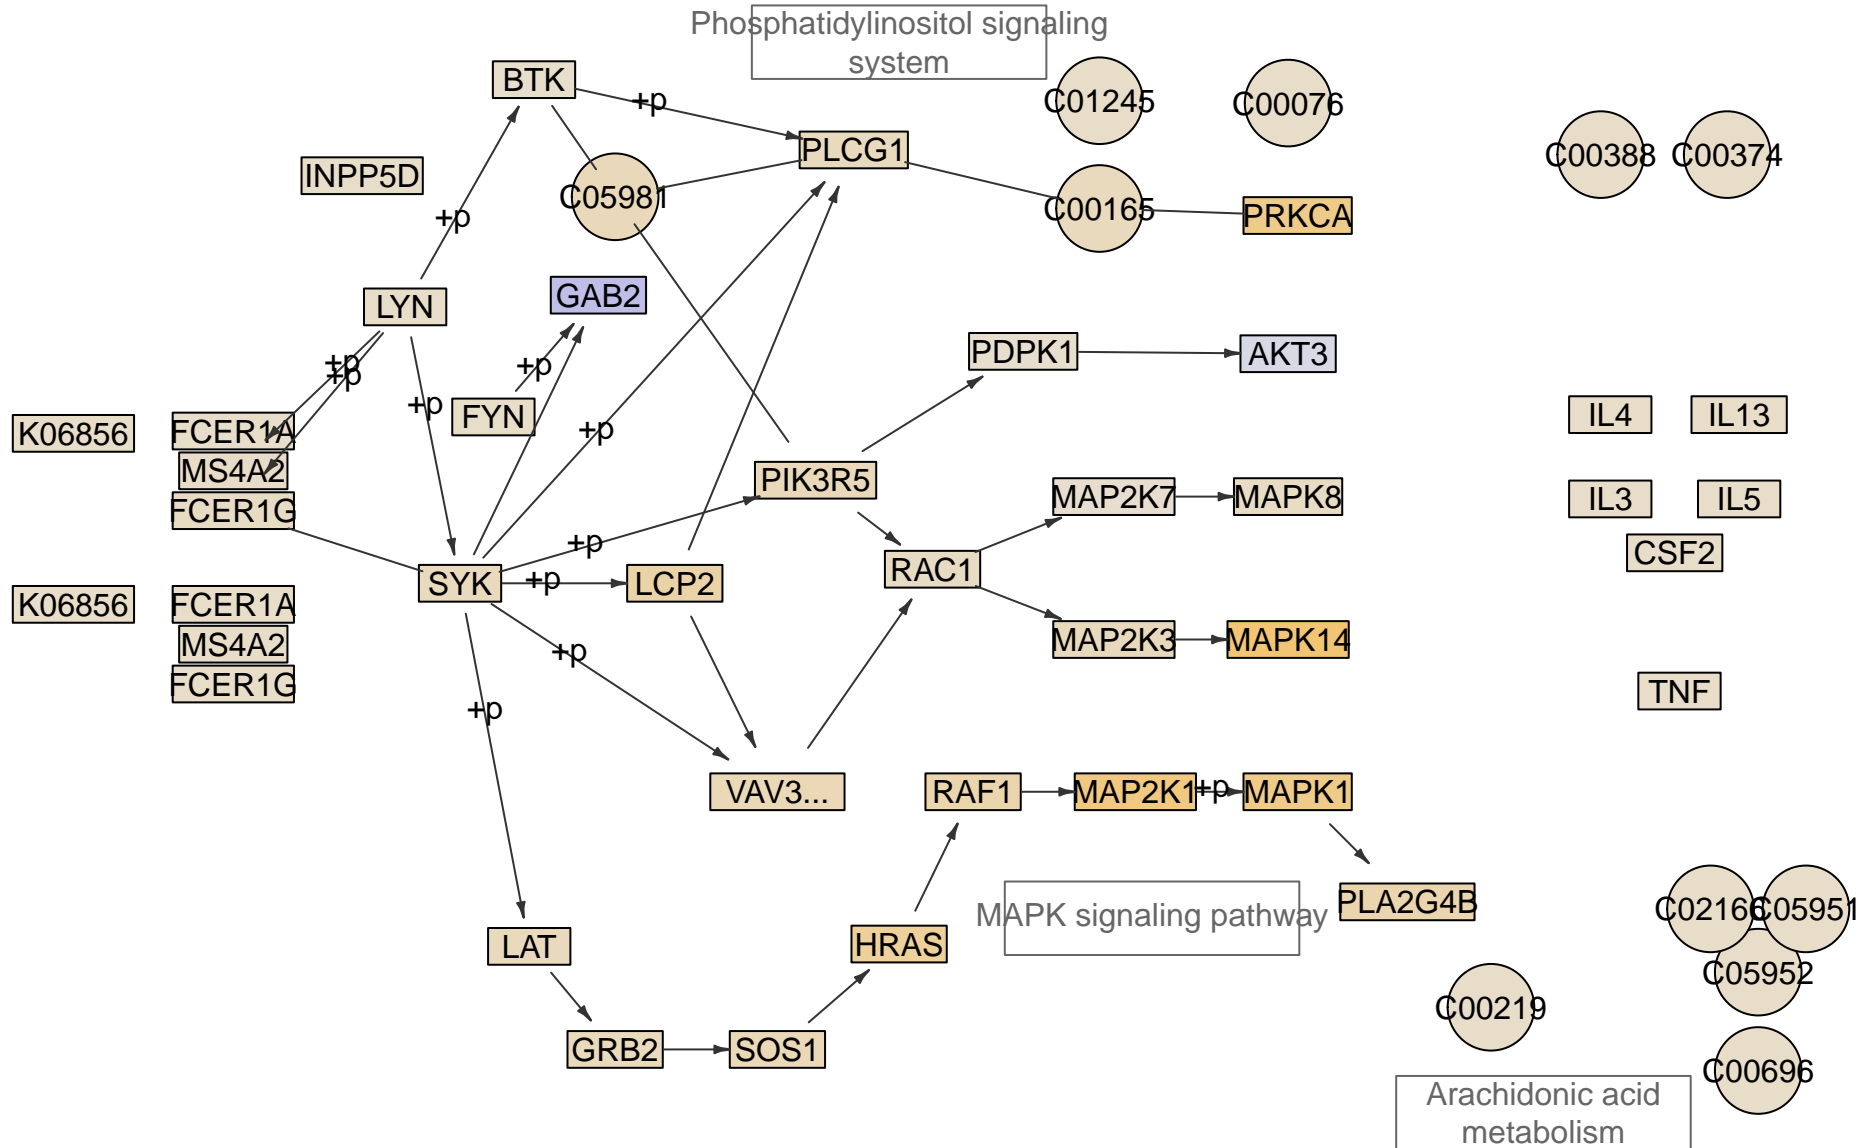 Phosphatidylinositol signaling
system
BTK
+p
C01245
C00076
PLCG1
C00388
C00374
INPP5D
C05981
C00165
PRKCA
+p
LYN
GAB2
PDPK1
AKT3
+p
+p
+p
+p
FYN
IL4
IL13
K06856
FCER1A
+p
MS4A2
PIK3R5
MAP2K7
MAPK8
IL3
IL5
FCER1G
+p
CSF2
SYK
+p
LCP2
RAC1
K06856
FCER1A
MS4A2
+p
MAP2K3
MAPK14
FCER1G
TNF
+p
VAV3...
RAF1
MAP2K1
+p
MAPK1
PLA2G4B
MAPK signaling pathway
C02166
C05951
LAT
HRAS
C05952
C00219
GRB2
SOS1
C00696
Arachidonic acid
metabolism